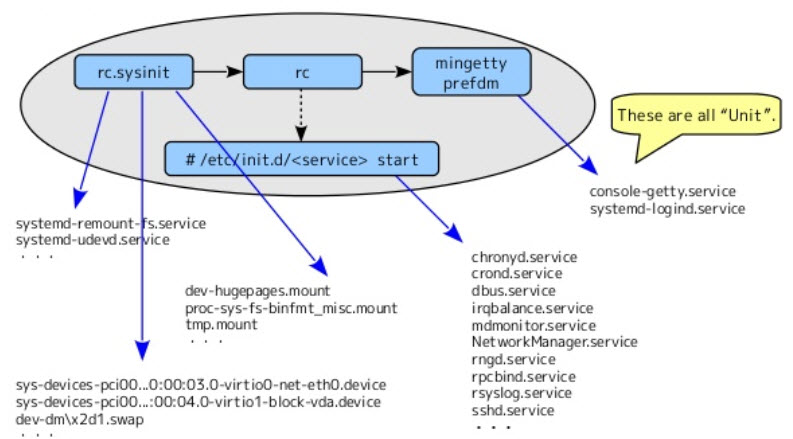 rc.sysinit
rc
mingetty
prefdm
# /etc/init.d/<service> start
These are all “Unit”.
console-getty.service
systemd-logind.service
systemd-remount-fs.service
systemd-udevd.service
. . .
dev-hugepages.mount
proc-sys-fs-binfmt_misc.mount
tmp.mount
. . .
chronyd.service
crond.service
dbus.service
irqbalance.service
mdmonitor.service
NetworkManager.service
rngd.service
rpcbind.service
rsyslog.service
sshd.service
. . .
sys-devices-pci00...0:00:03.0-virtio0-net-eth0.device
sys-devices-pci00...:00:04.0-virtio1-block-vda.device
dev-dm\x2d1.swap
. . .